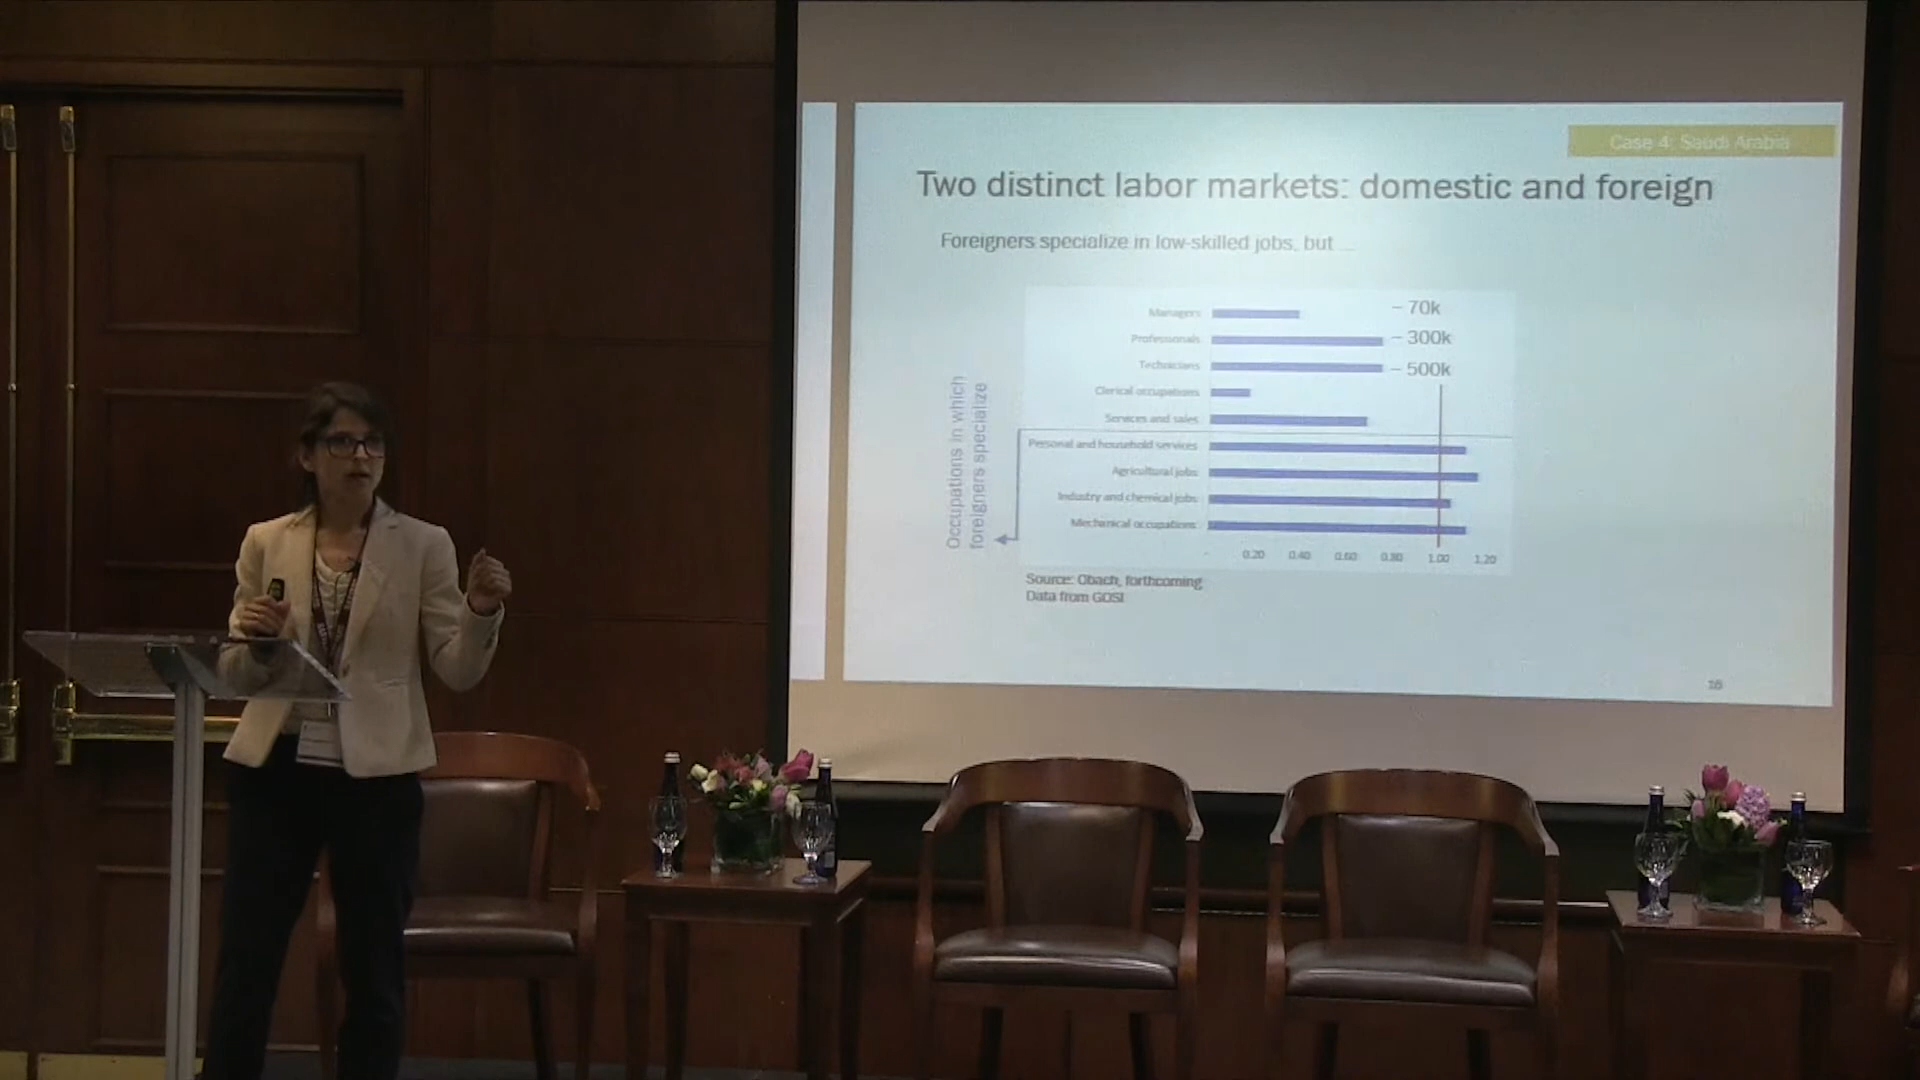 Case 4: Saudi Arabia
Two distinct labor markets: domestic and foreign
Foreigners specialize in low-skilled jobs, but ...
Managers
~ 70k
Professionals
~ 300k
Technicians
~ 500k
Clerical occupations
Services and sales
Personal and household services
Agricultural jobs
Industry and chemical jobs
Mechanical occupations
Occupations in which
foreigners specialize
- 0.20 0.40 0.60 0.80 1.00 1.20
Source: Obach, forthcoming
Data from GOSI
16